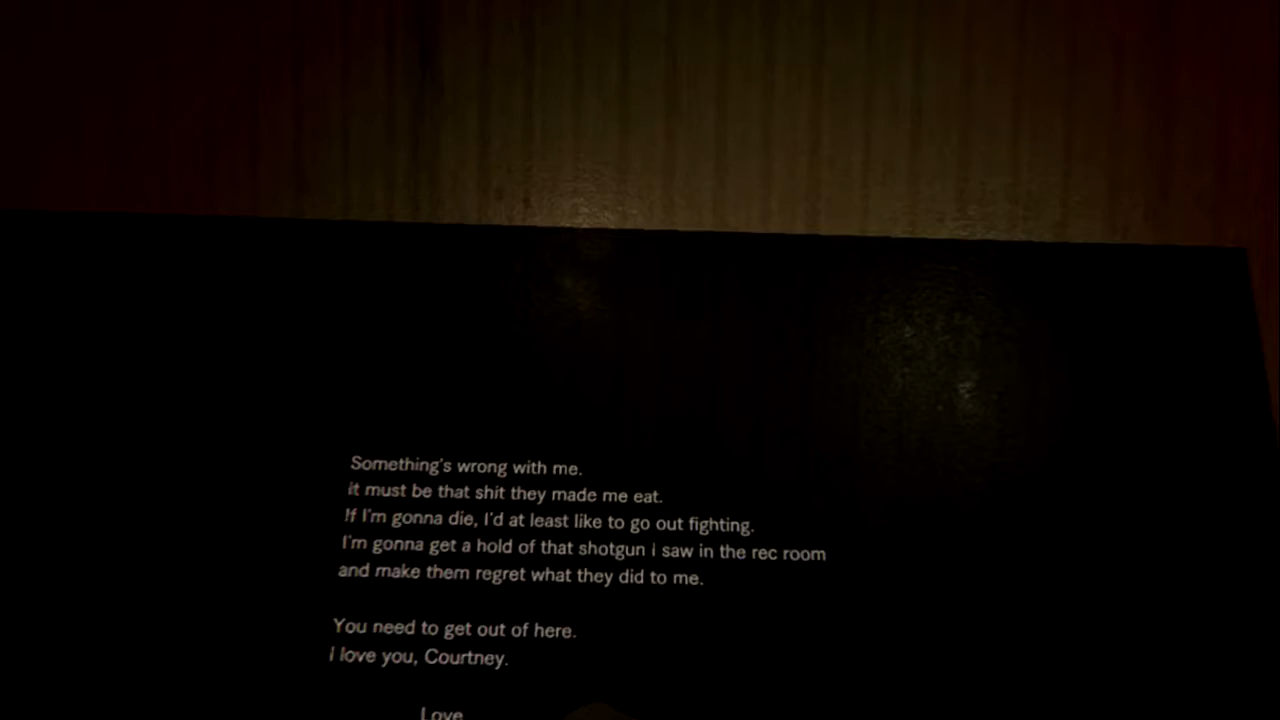 Something's wrong with me.
it must be that shit they made me eat.
If I'm gonna die, I'd at least like to go out fighting.
I'm gonna get a hold of that shotgun i saw in the rec room
and make them regret what they did to me.
You need to get out of here.
I love you, Courtney.
Love